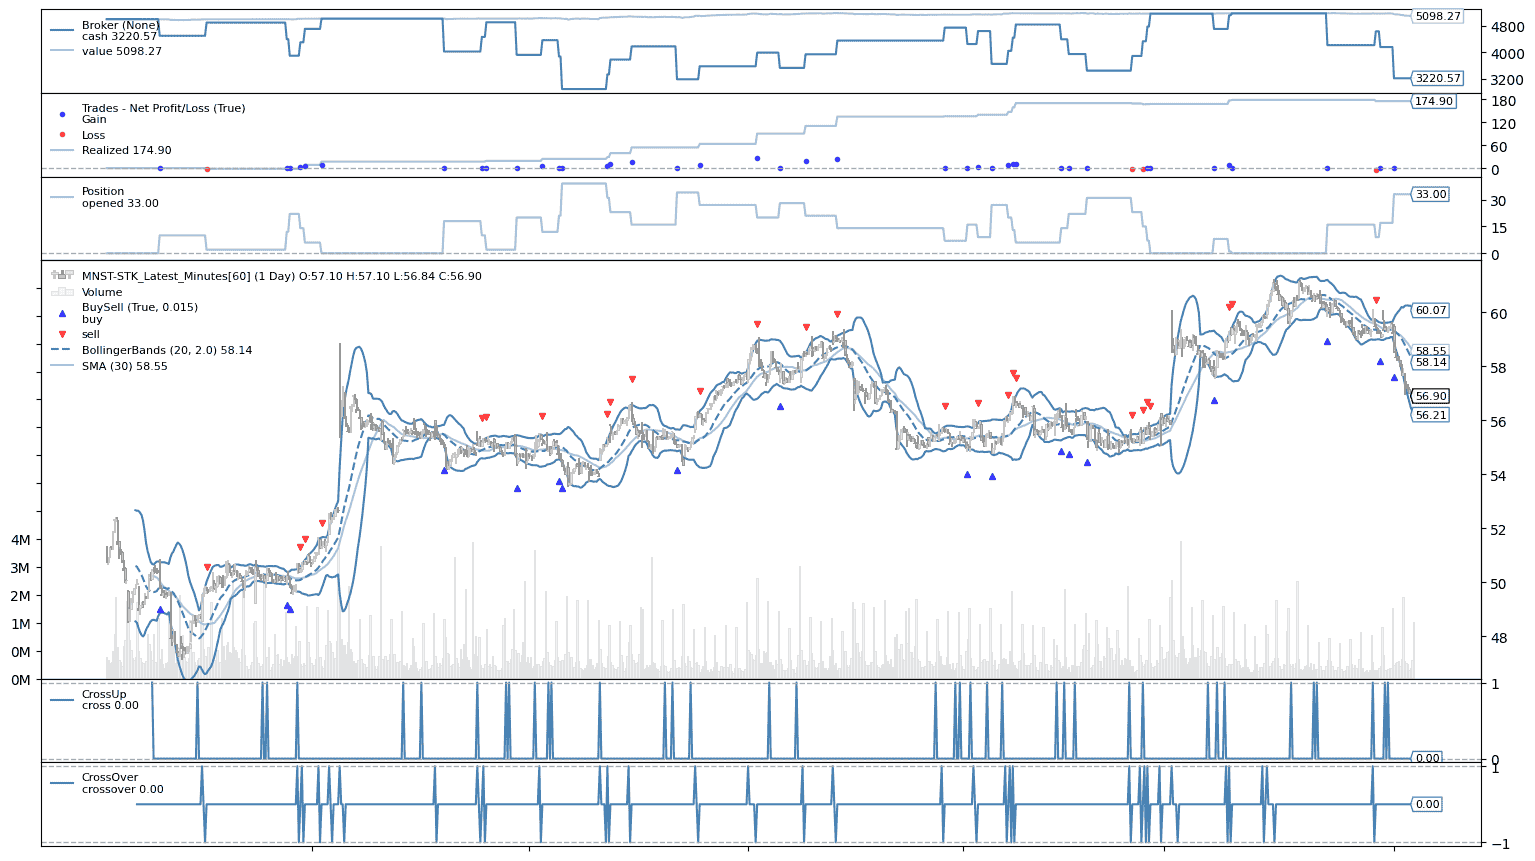 Broker (None)
cash 3220.57
value 5098.27
5098.27
4800
4000
3200
3220.57
Trades - Net Profit/Loss (True)
Gain
Loss
Realized 174.90
180
174.90
120
60
0
Position
opened 33.00
33.00
30
15
0
MNST-STK_Latest_Minutes[60] (1 Day) O:57.10 H:57.10 L:56.84 C:56.90
Volume
BuySell (True, 0.015)
buy
sell
BollingerBands (20, 2.0) 58.14
SMA (30) 58.55
60.07
60
58.55
58.14
58
56.90
56.21
56
54
52
50
48
4M
3M
2M
1M
0M
0M
CrossUp
cross 0.00
1
0.00
0
CrossOver
crossover 0.00
1
0.00
−1